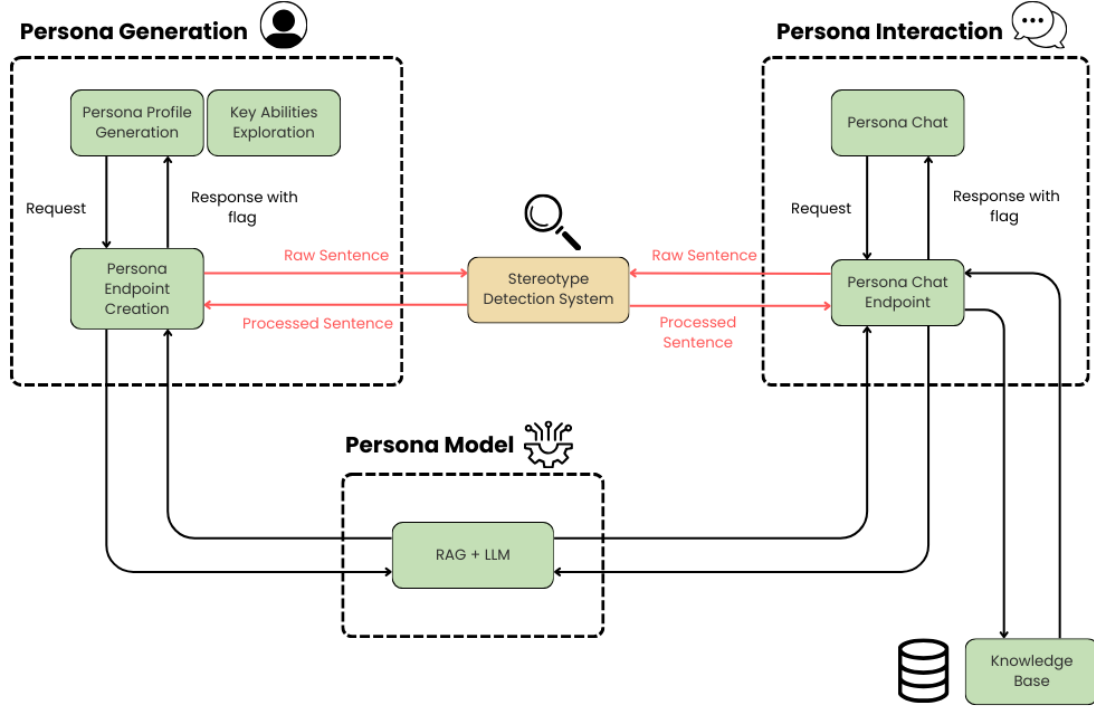 Persona Generation
Persona Interaction
Persona Profile
Generation
Key Abilities
Exploration
Persona Chat
Request
Response with
flag
Request
Response with
flag
Persona
Endpoint
Creation
Raw Sentence
Processed Sentence
Stereotype
Detection System
Raw Sentence
Processed
Sentence
Persona Chat
Endpoint
Persona Model
RAG + LLM
Knowledge
Base